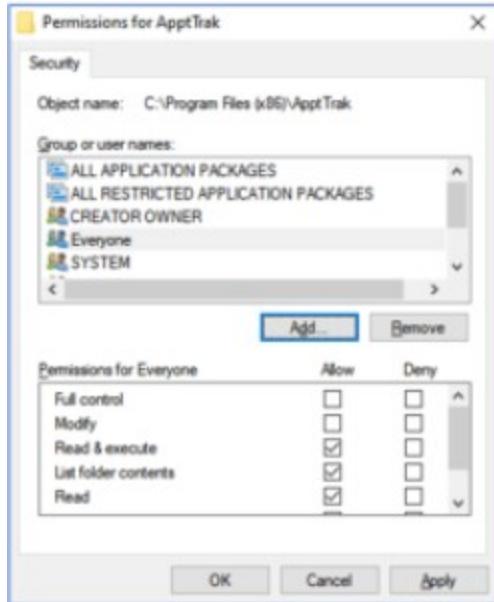 Permissions for ApptTrak
Security
Object name: C:\Program Files (x86)\ApptTrak
Group or user names:
ALL APPLICATION PACKAGES
ALL RESTRICTED APPLICATION PACKAGES
CREATOR OWNER
Everyone
SYSTEM
Add... Remove
Permissions for Everyone Allow Deny
Full control
Modify
Read & execute
List folder contents
Read
OK Cancel Apply